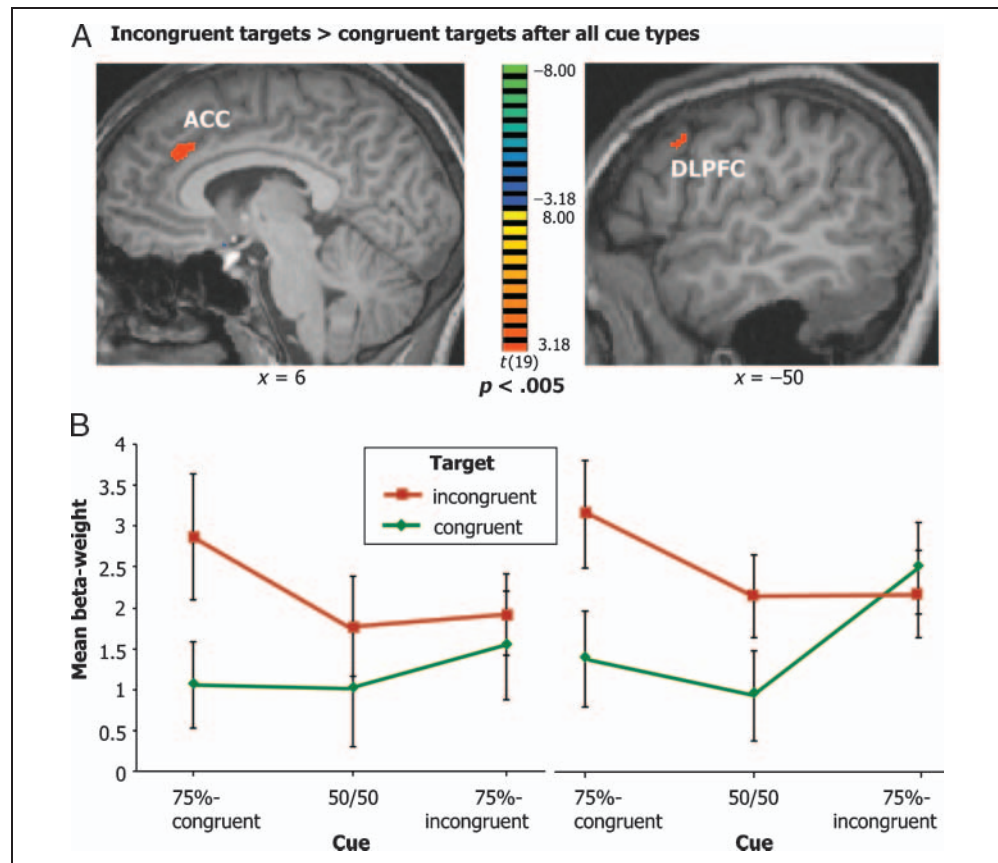 A Incongruent targets > congruent targets after all cue types
ACC
DLPFC
−8.00
−3.18
8.00
3.18
t(19)
p < .005
x = 6
x = −50
B
Mean beta-weight
4
3.5
3
2.5
2
1.5
1
0.5
0
Target
incongruent
congruent
75%-
congruent
50/50
75%-
incongruent
Cue
75%-
congruent
50/50
75%-
incongruent
Cue